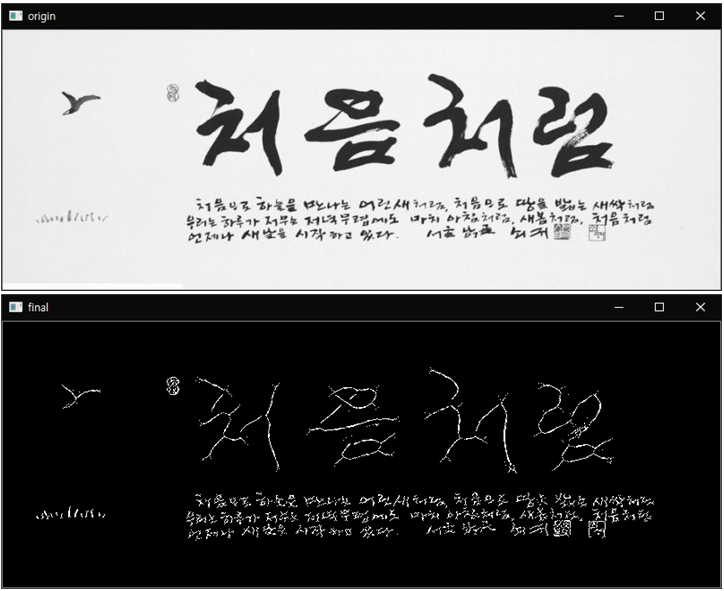 origin
처음처럼
처음으로 하늘을 만나는 어린 새처럼, 처음으로 땅을 밟는 새싹처럼
우리는 하루가 저무는 저녁 무렵에도 마치 아침처럼, 새봄처럼, 처음처럼
언제나 새날을 시작하고 있다. 쇠귀
final
처음처럼
처음으로 하늘을 만나는 어린 새처럼, 처음으로 땅을 밟는 새싹처럼
우리는 하루가 저무는 저녁 무렵에도 마치 아침처럼, 새봄처럼, 처음처럼
언제나 새날을 시작하고 있다. 쇠귀